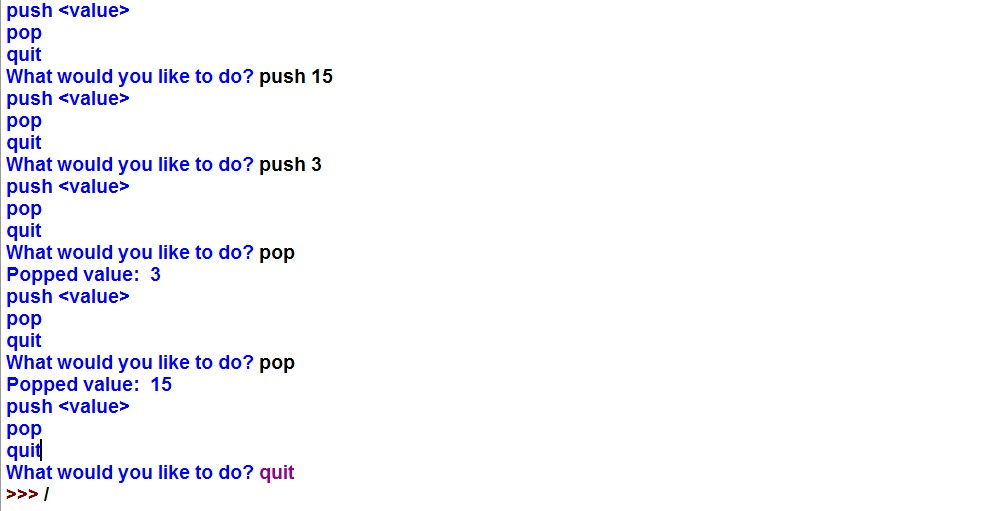 push <value>
pop
quit
What would you like to do? push 15
push <value>
pop
quit
What would you like to do? push 3
push <value>
pop
quit
What would you like to do? pop
Popped value:  3
push <value>
pop
quit
What would you like to do? pop
Popped value:  15
push <value>
pop
quit
What would you like to do? quit
>>> /